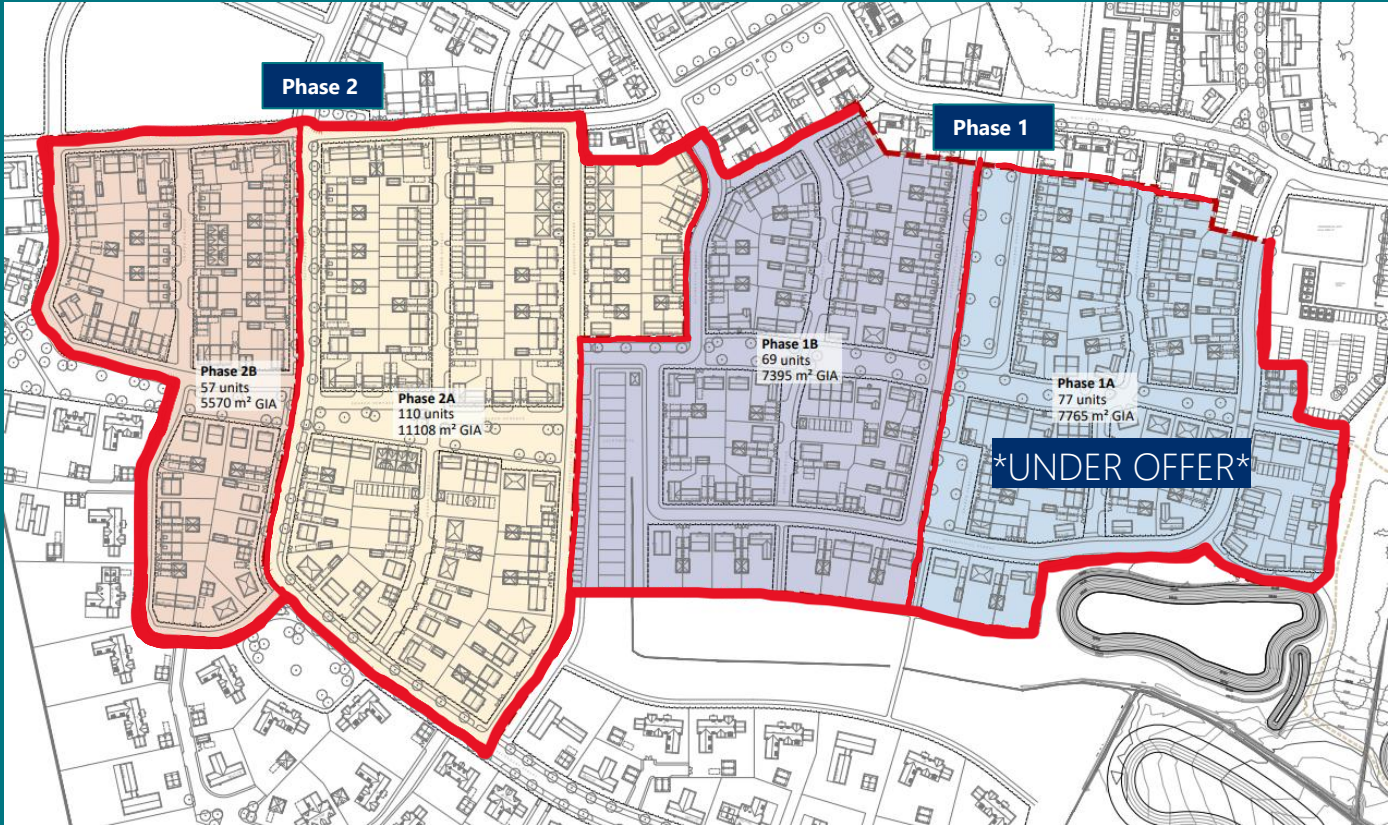 Phase 2
Phase 1
Phase 2B
57 units
5570 m² GIA
Phase 2A
110 units
11108 m² GIA
Phase 1B
69 units
7395 m² GIA
Phase 1A
77 units
7765 m² GIA
*UNDER OFFER*